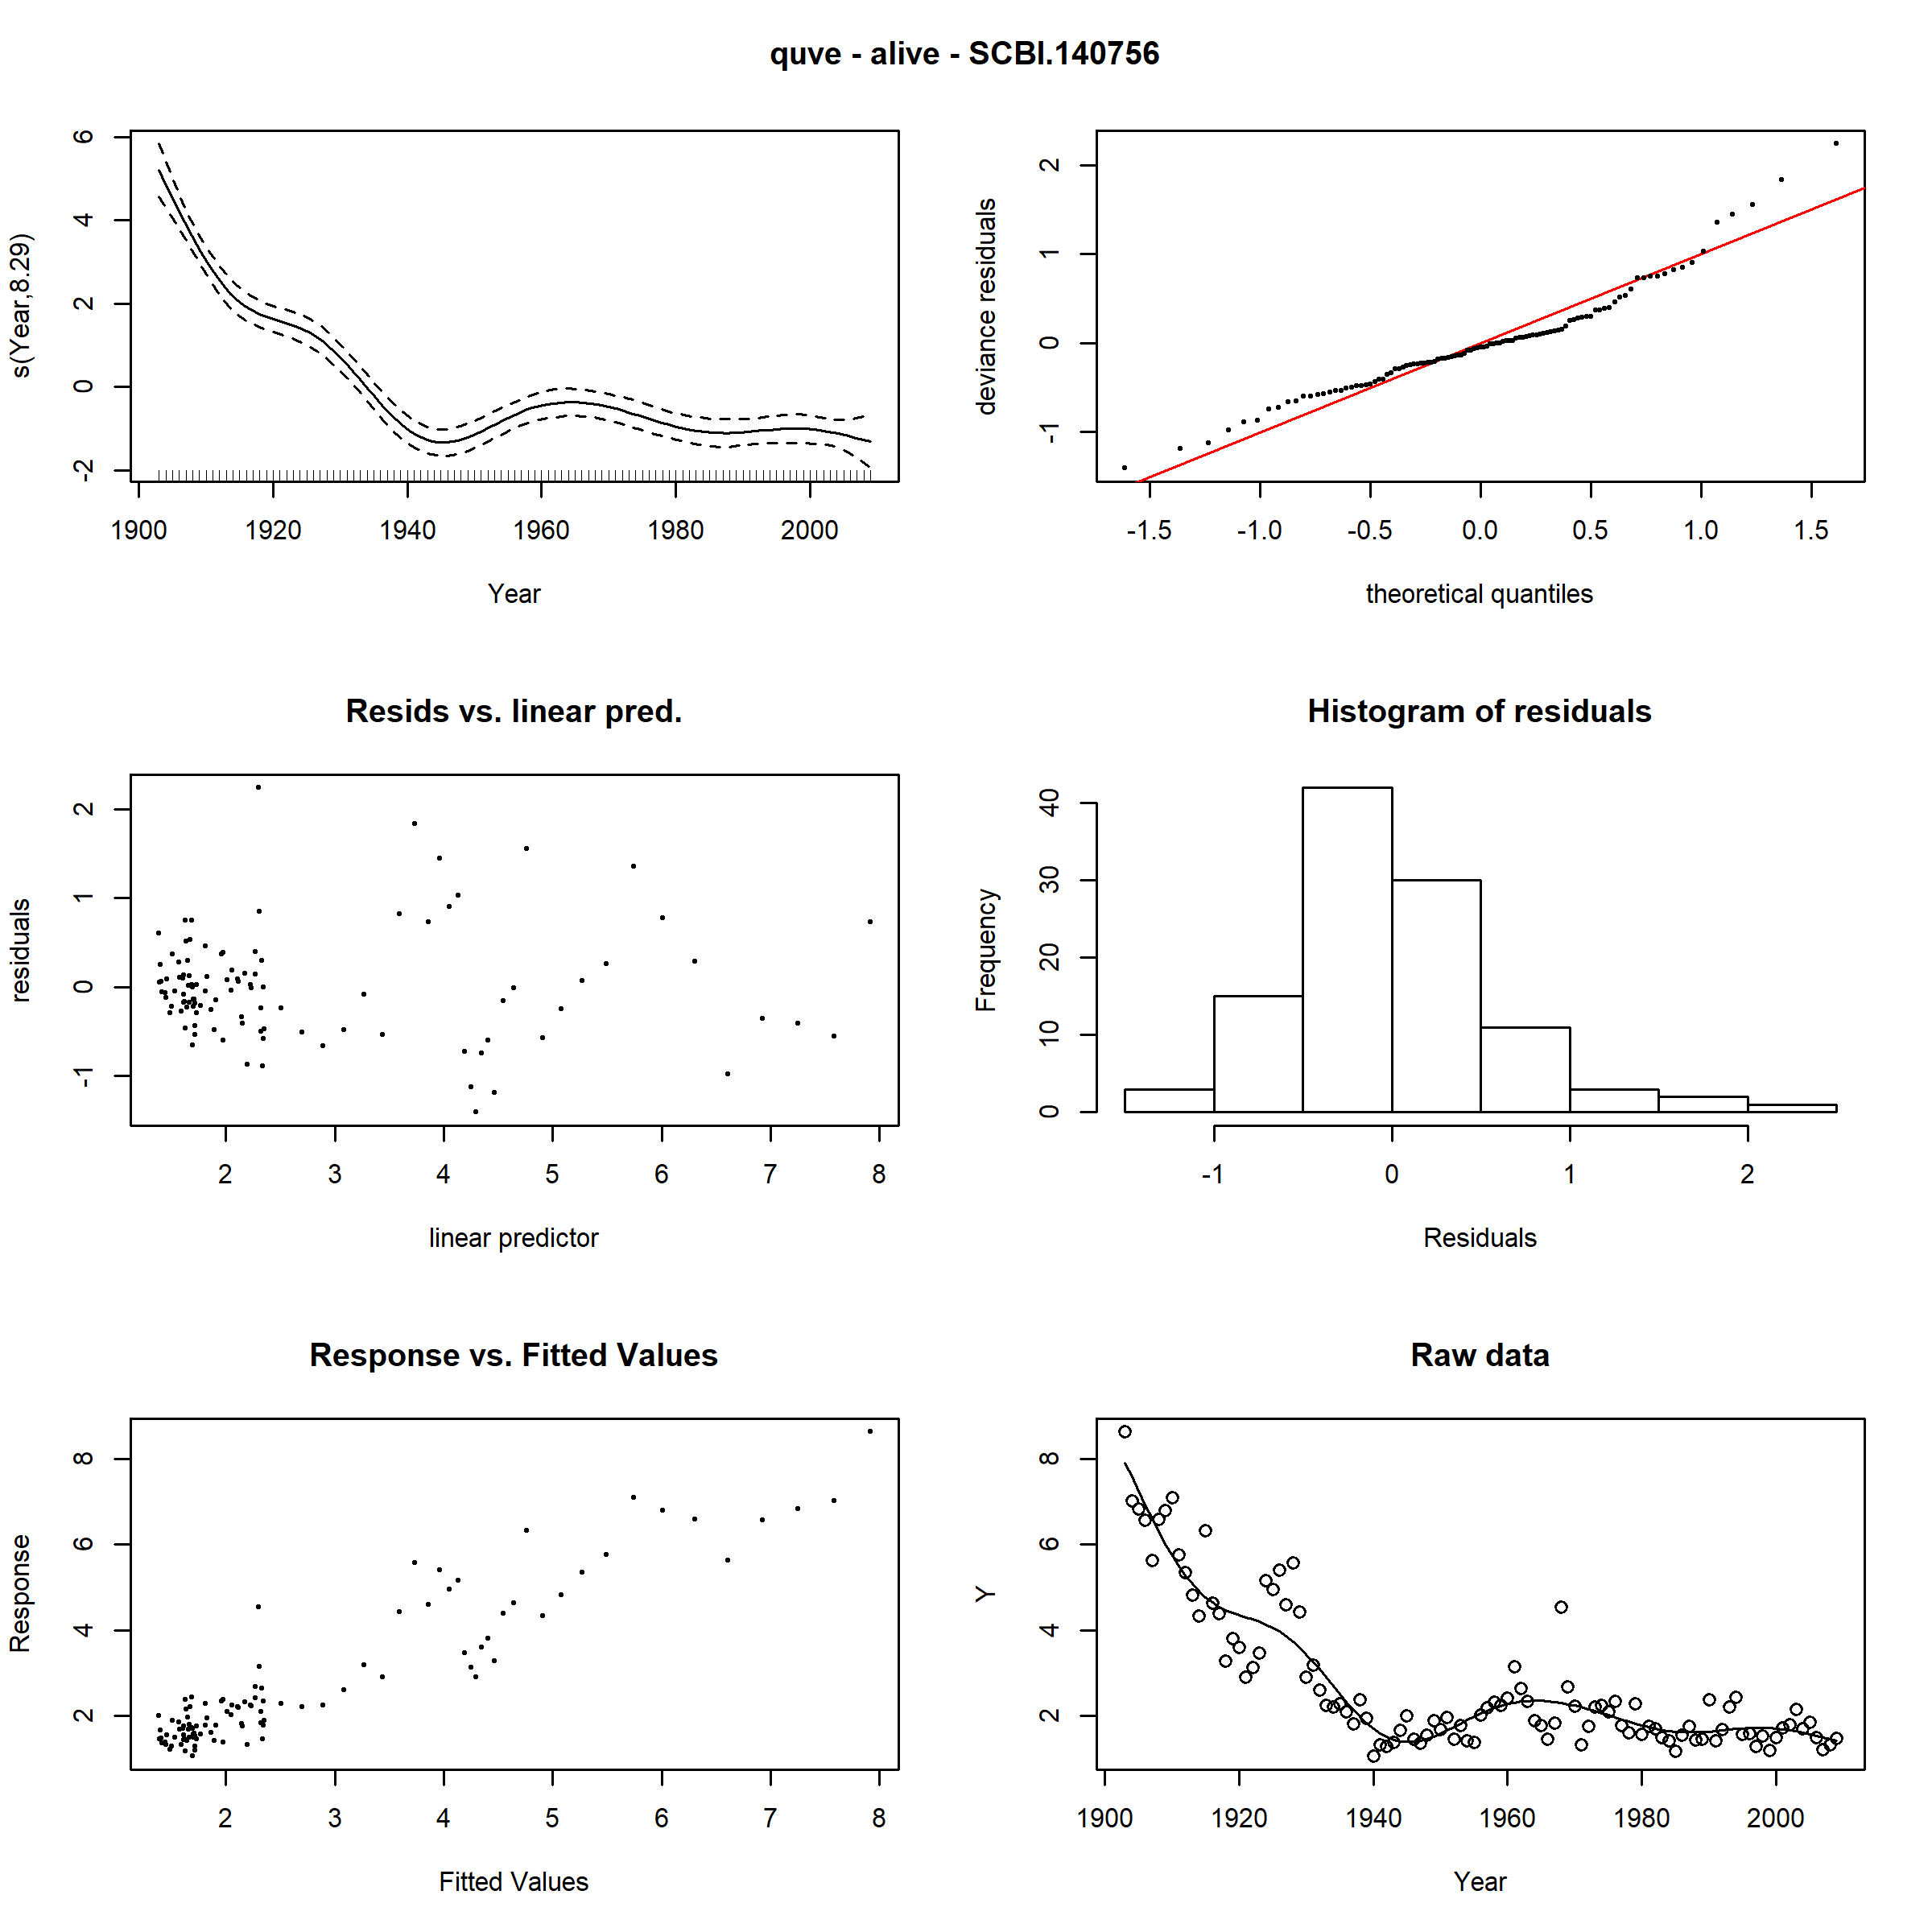 quve - alive - SCBI.140756
s(Year,8.29)
6
4
2
0
-2
1900 1920 1940 1960 1980 2000
Year
deviance residuals
2
1
0
-1
-1.5 -1.0 -0.5 0.0 0.5 1.0 1.5
theoretical quantiles
Resids vs. linear pred.
residuals
2
1
0
-1
2 3 4 5 6 7 8
linear predictor
Histogram of residuals
Frequency
40
30
20
10
0
-1 0 1 2
Residuals
Response vs. Fitted Values
Response
8
6
4
2
2 3 4 5 6 7 8
Fitted Values
Raw data
Y
8
6
4
2
1900 1920 1940 1960 1980 2000
Year